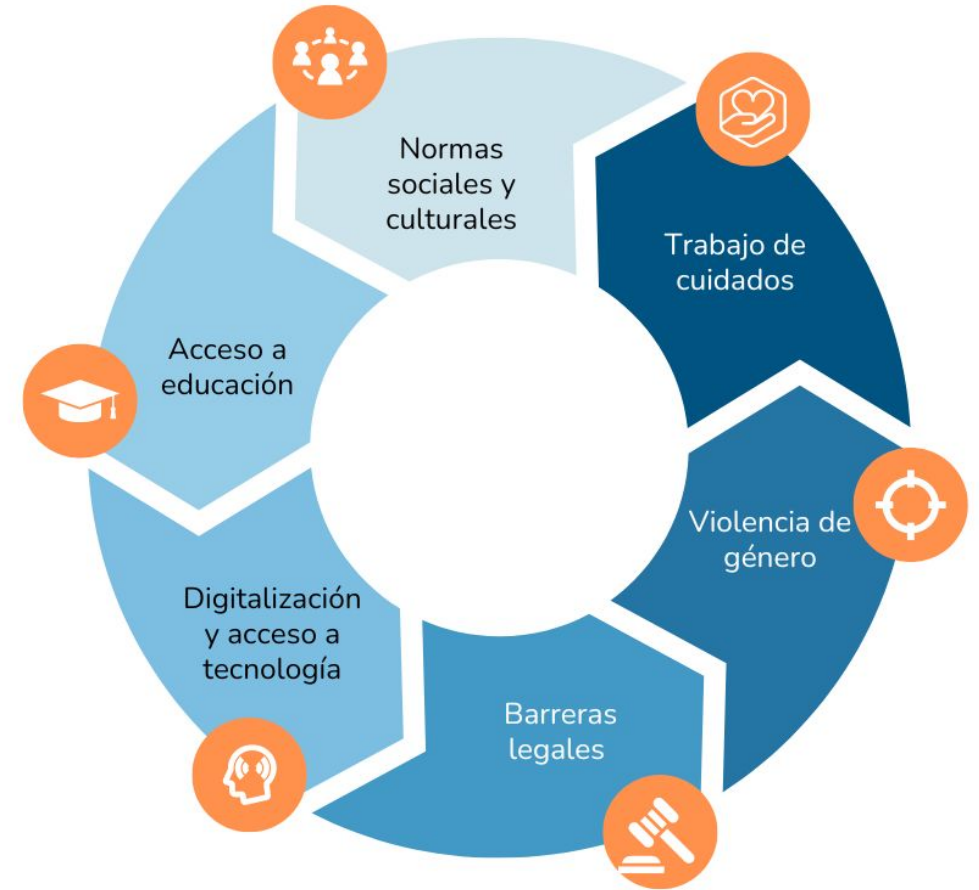 Normas
sociales y
culturales
Trabajo de
cuidados
Violencia de
género
Barreras
legales
Digitalización
y acceso a
tecnología
Acceso a
educación